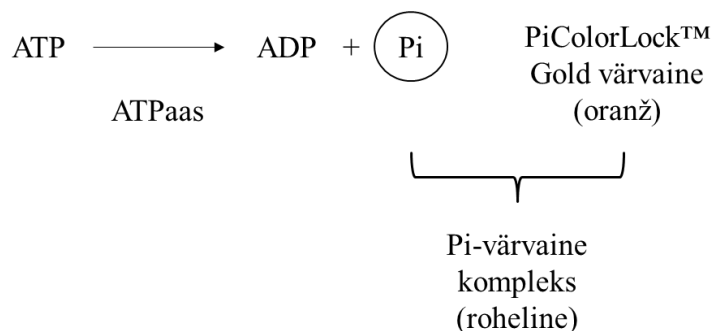 ATP → ADP + Pi
ATPaas
PiColorLock™
Gold värvaine
(oranž)
Pi-värvaine
kompleks
(roheline)